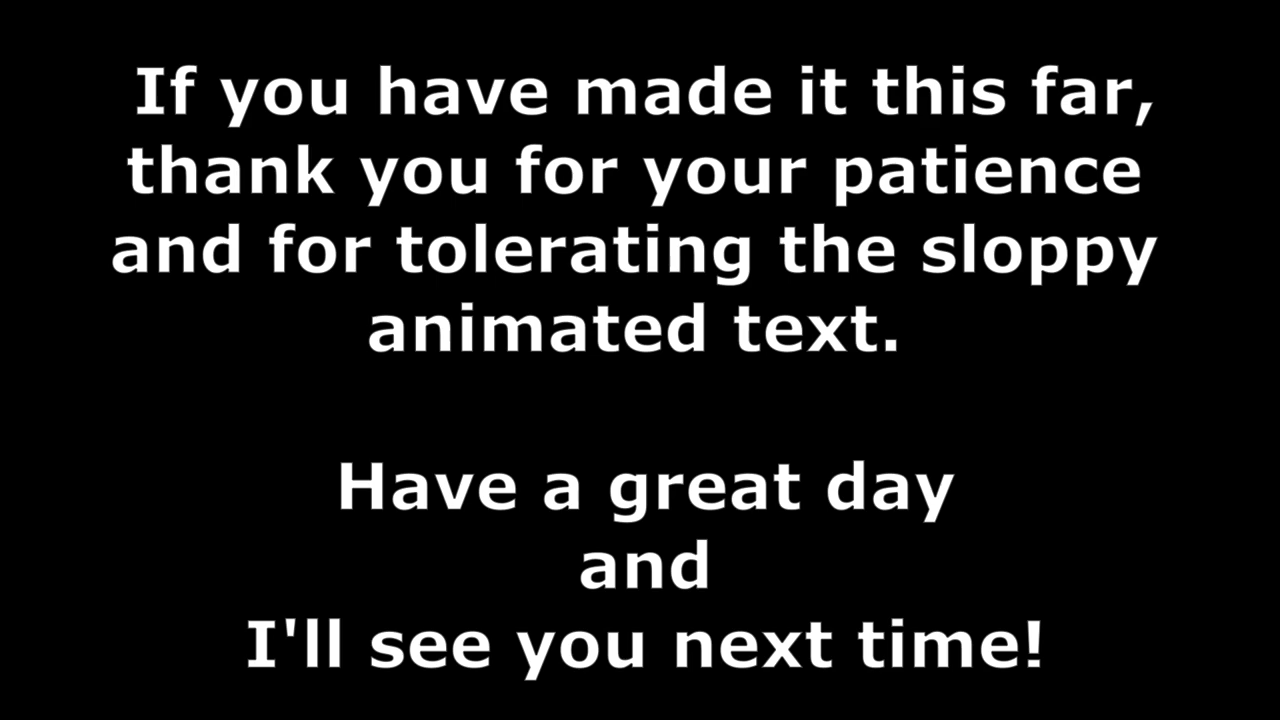 If you have made it this far,
thank you for your patience
and for tolerating the sloppy
animated text.
Have a great day
and
I'll see you next time!